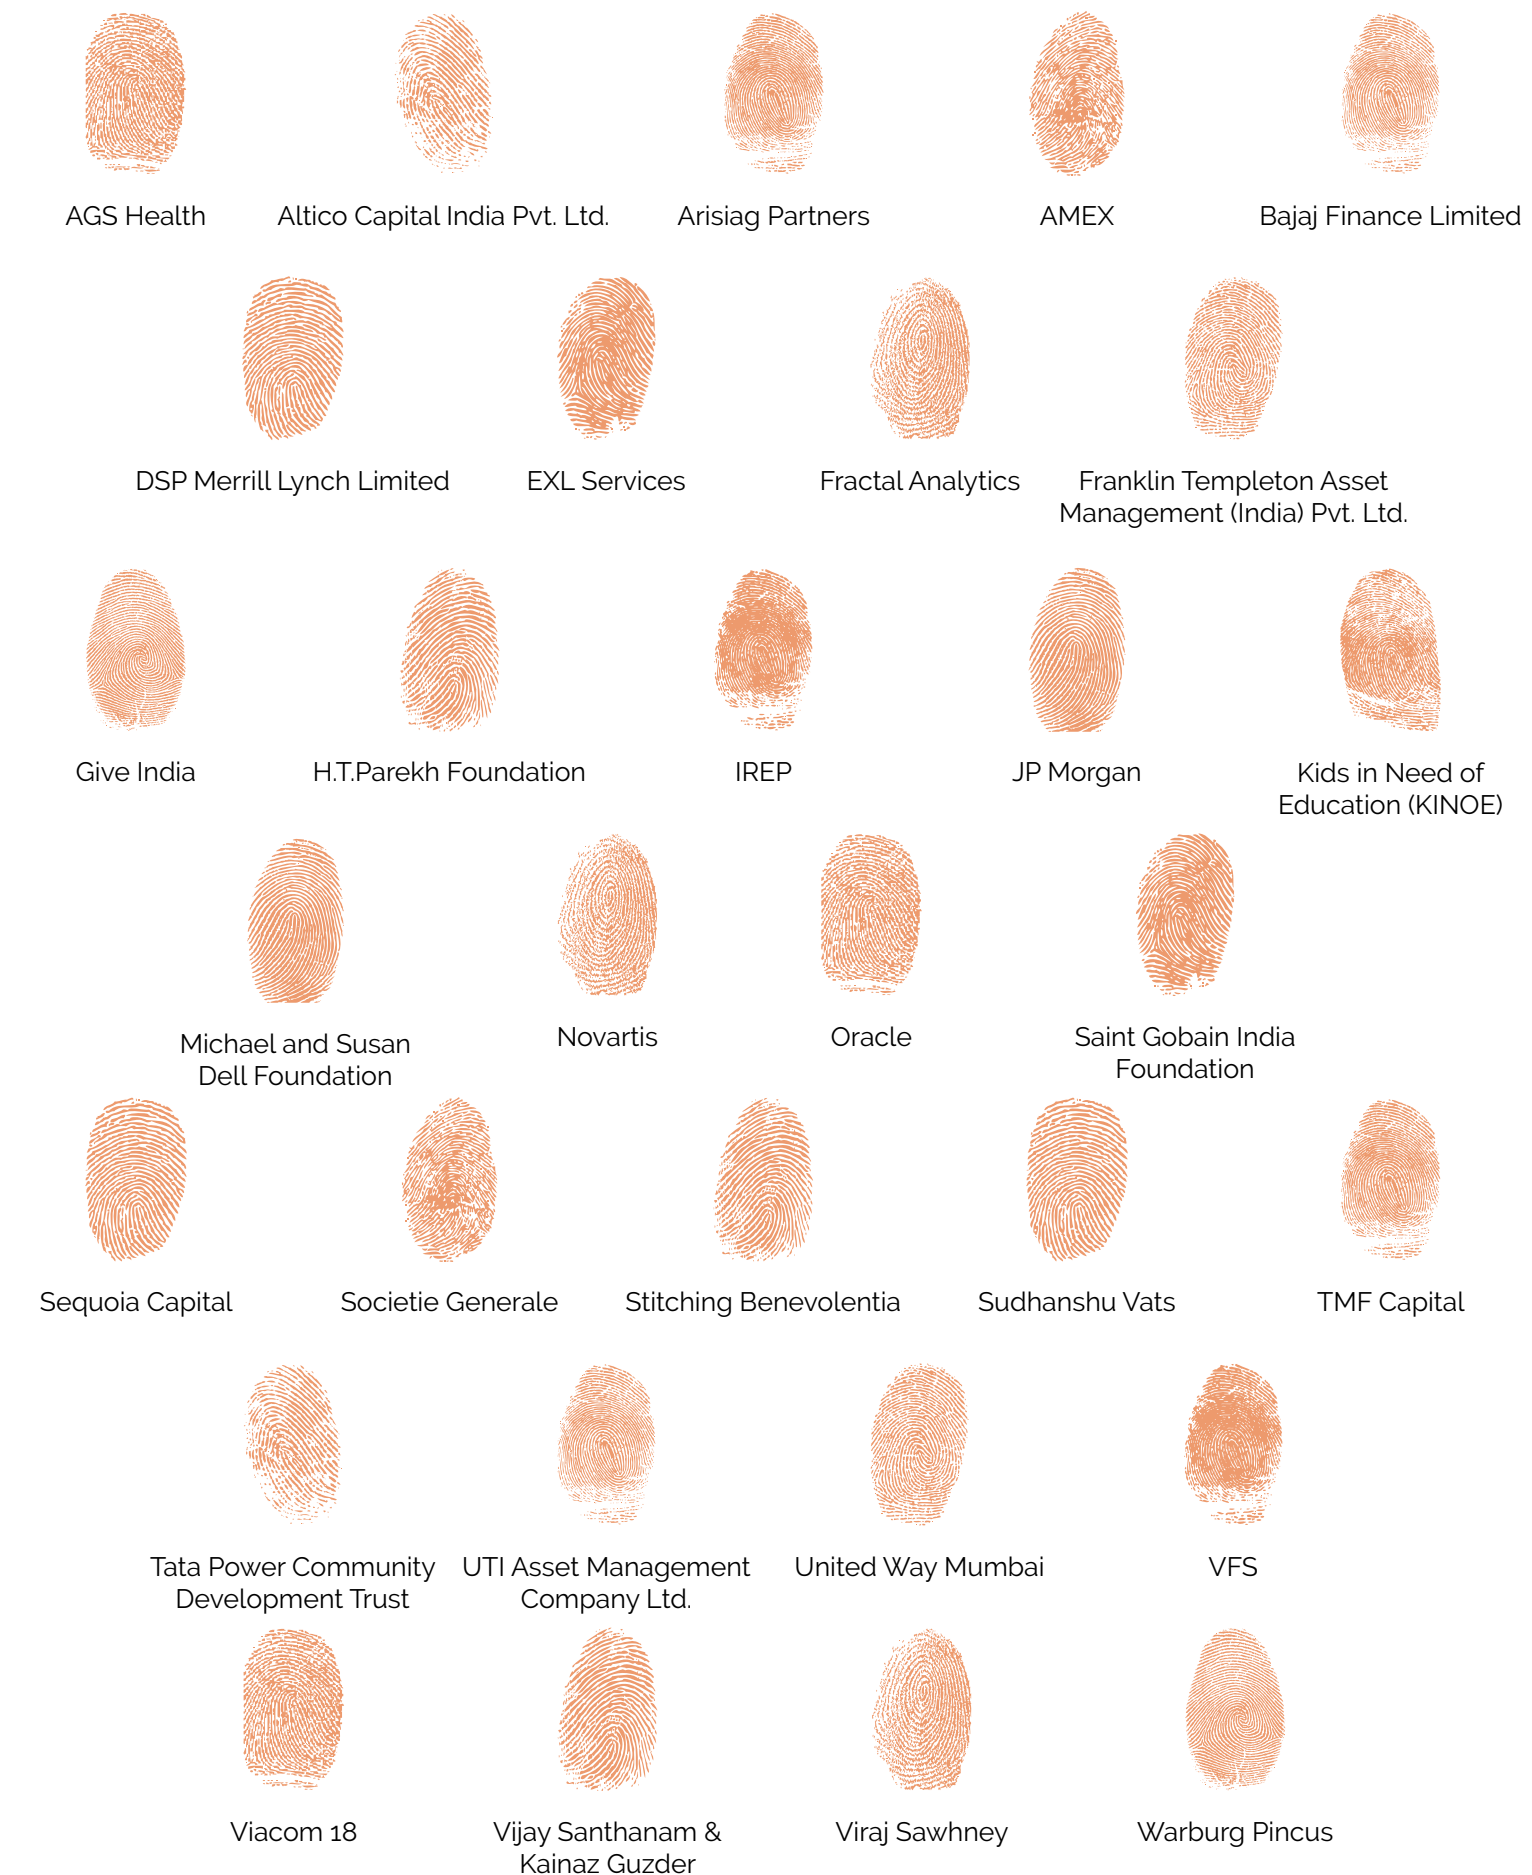 AGS Health
Altico Capital India Pvt. Ltd.
Arisiag Partners
AMEX
Bajaj Finance Limited
DSP Merrill Lynch Limited
EXL Services
Fractal Analytics
Franklin Templeton Asset
Management (India) Pvt. Ltd.
Give India
H.T.Parekh Foundation
IREP
JP Morgan
Kids in Need of
Education (KINOE)
Michael and Susan
Dell Foundation
Novartis
Oracle
Saint Gobain India
Foundation
Sequoia Capital
Societie Generale
Stitching Benevolentia
Sudhanshu Vats
TMF Capital
Tata Power Community
Development Trust
UTI Asset Management
Company Ltd.
United Way Mumbai
VFS
Viacom 18
Vijay Santhanam &
Kainaz Guzder
Viraj Sawhney
Warburg Pincus